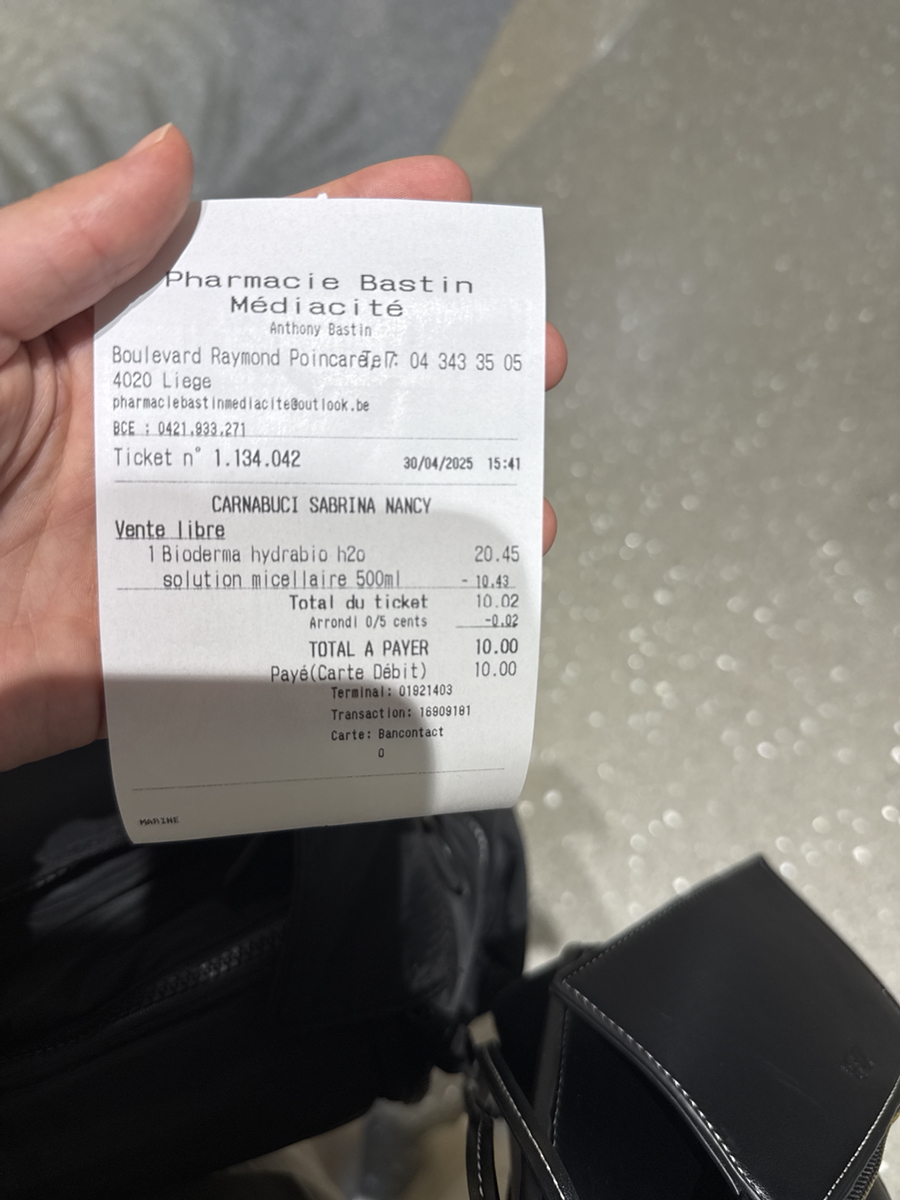 Pharmacie Bastin
Médiacité
Anthony Bastin
Boulevard Raymond Poincaré,7 Tel: 04 343 35 05
4020 Liege
pharmaciebastinmediacite@outlook.be
BCE : 0421.933.271
Ticket n° 1.134.042 30/04/2025 15:41
CARNABUCI SABRINA NANCY
Vente libre
1 Bioderma hydrabio h2o 20.45
solution micellaire 500ml - 10.43
Total du ticket 10.02
Arrondi 0/5 cents -0.02
TOTAL A PAYER 10.00
Payé(Carte Débit) 10.00
Terminal: 01821403
Transaction: 16809181
Carte: Bancontact
0
MARINE